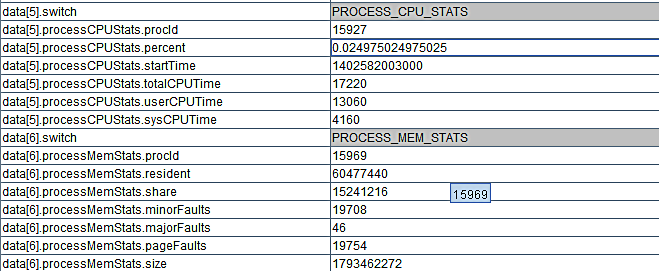 data[5].switch PROCESS_CPU_STATS
data[5].processCPUStats.procId 15927
data[5].processCPUStats.percent 0.024975024975025
data[5].processCPUStats.startTime 1402582003000
data[5].processCPUStats.totalCPUTime 17220
data[5].processCPUStats.userCPUTime 13060
data[5].processCPUStats.sysCPUTime 4160
data[6].switch PROCESS_MEM_STATS
data[6].processMemStats.procId 15969
data[6].processMemStats.resident 60477440
data[6].processMemStats.share 15241216 15969
data[6].processMemStats.minorFaults 19708
data[6].processMemStats.majorFaults 46
data[6].processMemStats.pageFaults 19754
data[6].processMemStats.size 1793462272